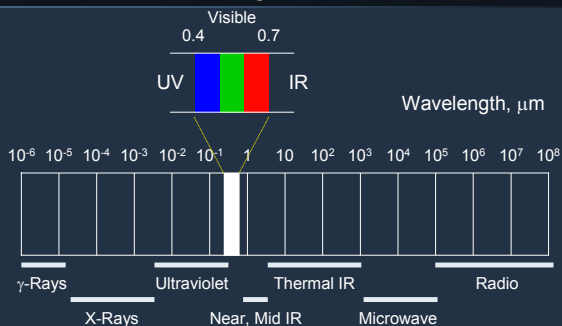 Visible
0.4 0.7
UV IR
Wavelength, μm
10-6 10-5 10-4 10-3 10-2 10-1 1 10 102 103 104 105 106 107 108
γ-Rays Ultraviolet Thermal IR Radio
X-Rays Near, Mid IR Microwave